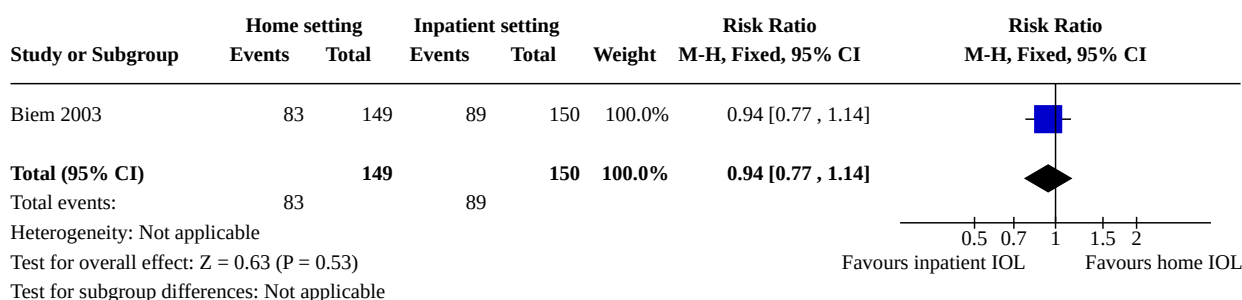 Home setting Inpatient setting Risk Ratio Risk Ratio
Study or Subgroup Events Total Events Total Weight M-H, Fixed, 95% CI M-H, Fixed, 95% CI
Biem 2003 83 149 89 150 100.0% 0.94 [0.77 , 1.14]
Total (95% CI) 149 150 100.0% 0.94 [0.77 , 1.14]
Total events: 83 89
Heterogeneity: Not applicable
0.5 0.7 1 1.5 2
Test for overall effect: Z = 0.63 (P = 0.53)
Favours inpatient IOL Favours home IOL
Test for subgroup differences: Not applicable